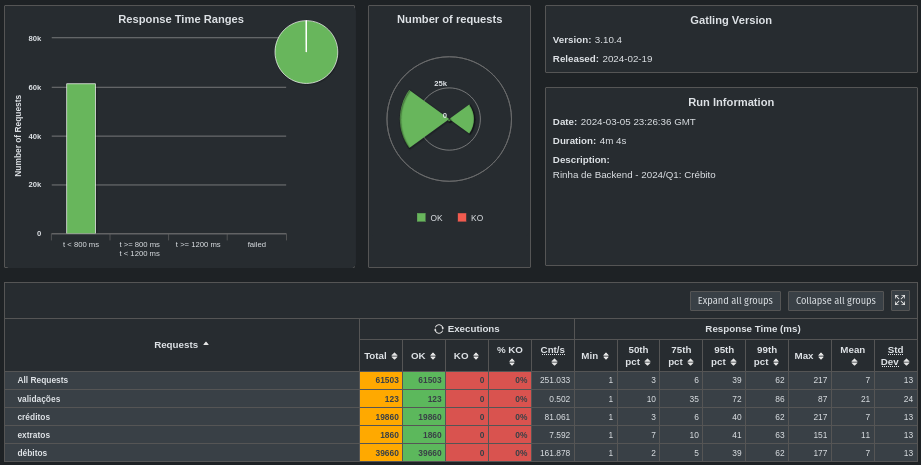 Response Time Ranges
80k
60k
40k
20k
0
Number of Requests
t < 800 ms
t >= 800 ms
t < 1200 ms
t >= 1200 ms
failed
Number of requests
25k
0
OK
KO
Gatling Version
Version: 3.10.4
Released: 2024-02-19
Run Information
Date: 2024-03-05 23:26:36 GMT
Duration: 4m 4s
Description:
Rinha de Backend - 2024/Q1: Crébito
Expand all groups
Collapse all groups
Requests
Executions
Response Time (ms)
Total OK KO % KO Cnt/s Min 50th pct 75th pct 95th pct 99th pct Max Mean Std Dev
All Requests 61503 61503 0 0% 251.033 1 3 6 39 62 217 7 13
validações 123 123 0 0% 0.502 1 10 35 72 86 87 21 24
créditos 19860 19860 0 0% 81.061 1 3 6 40 62 217 7 13
extratos 1860 1860 0 0% 7.592 1 7 10 41 63 151 11 13
débitos 39660 39660 0 0% 161.878 1 2 5 39 62 177 7 13